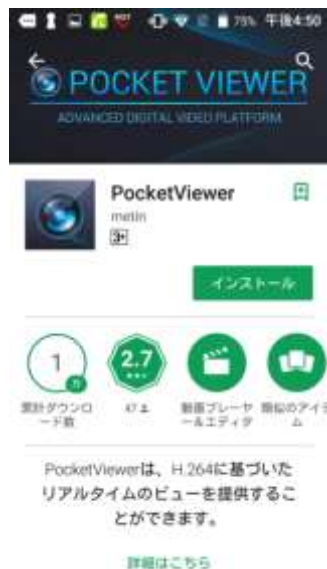 75% 午後4:50
POCKET VIEWER
ADVANCED DIGITAL VIDEO PLATFORM
PocketViewer
metin
3+
インストール
1
万
2.7
累計ダウンロ
ード数
47
動画プレーヤ
ー&エディタ
類似のアイテ
ム
PocketViewerは、H.264に基づいた
リアルタイムのビューを提供するこ
とができます。
詳細はこちら